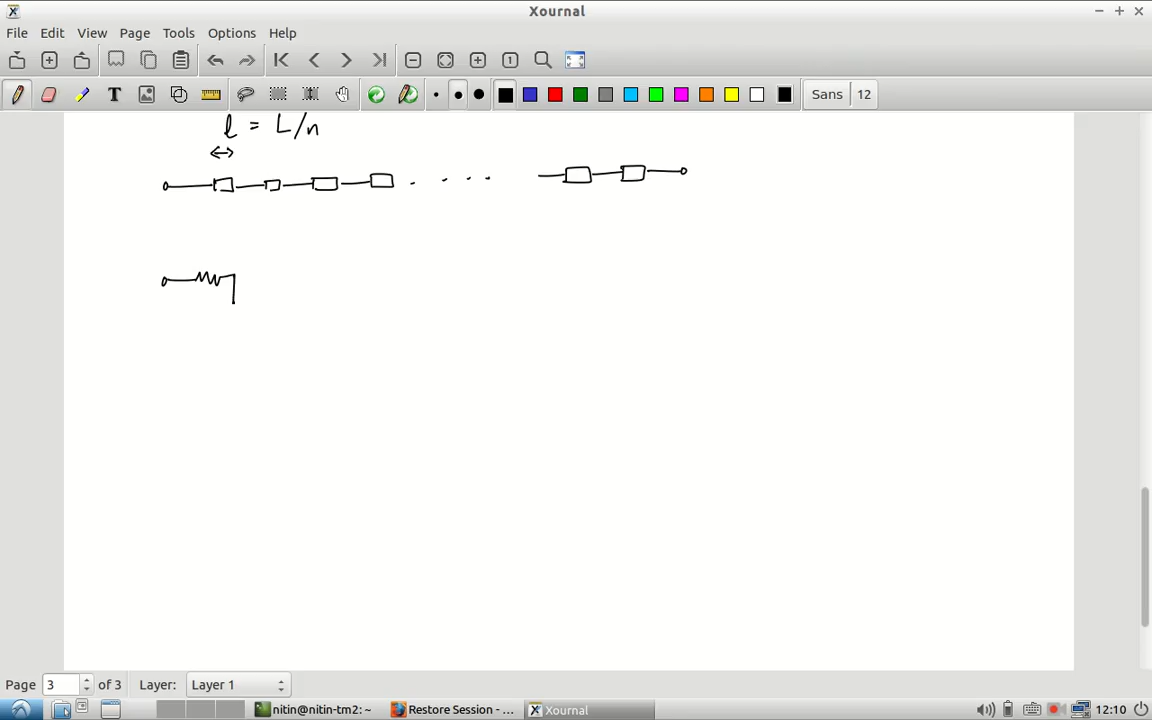 Xournal
File Edit View Page Tools Options Help
Sans 12
l = L/n
Page 3 of 3 Layer: Layer 1
nitin@nitin-tm2: ~ Restore Session - ... Xournal 12:10